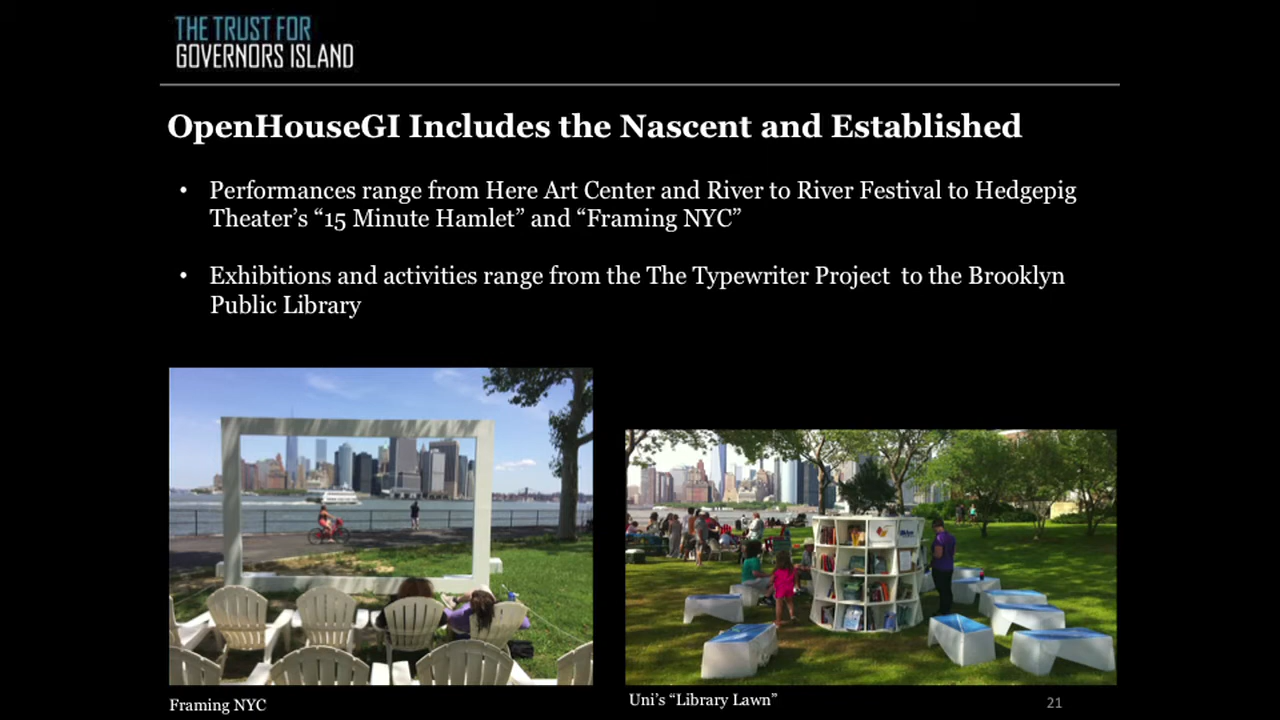 THE TRUST FOR
GOVERNORS ISLAND
OpenHouseGI Includes the Nascent and Established
• Performances range from Here Art Center and River to River Festival to Hedgepig
Theater’s “15 Minute Hamlet” and “Framing NYC”
• Exhibitions and activities range from the The Typewriter Project to the Brooklyn
Public Library
Framing NYC
Uni’s “Library Lawn”
21